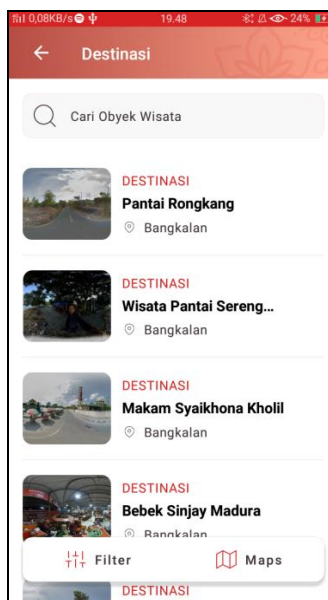 0,08KB/s 19.48 24%
Destinasi
Cari Obyek Wisata
DESTINASI
Pantai Rongkang
Bangkalan
DESTINASI
Wisata Pantai Sereng...
Bangkalan
DESTINASI
Makam Syaikhona Kholil
Bangkalan
DESTINASI
Bebek Sinjay Madura
Bangkalan
Filter Maps
DESTINASI